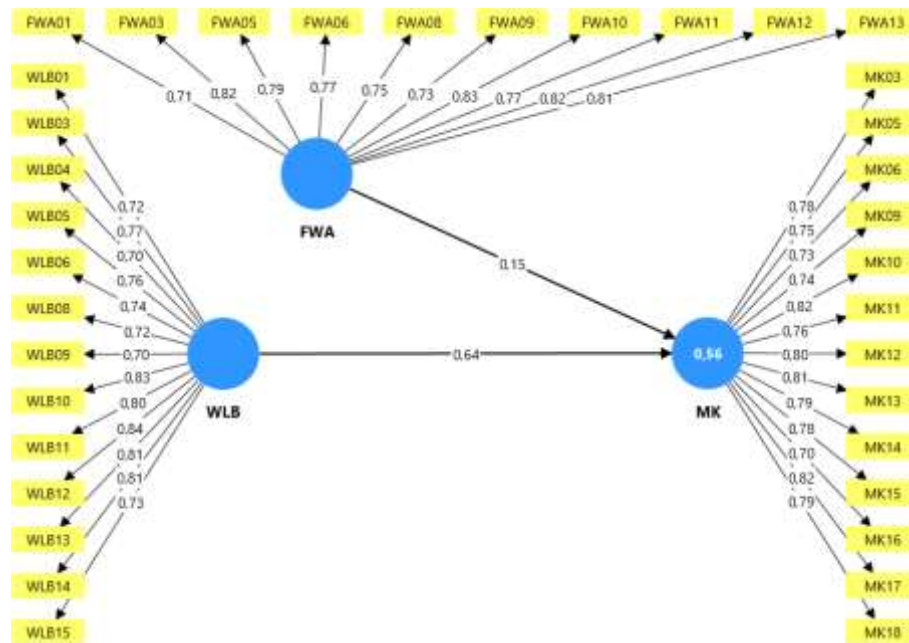 FWA01 FWA03 FWA05 FWA06 FWA08 FWA09 FWA10 FWA11 FWA12 FWA13
0,71 0,82 0,79 0,77 0,75 0,73 0,83 0,77 0,82 0,81
FWA
WLB01
WLB03
WLB04
WLB05
WLB06
WLB08
WLB09
WLB10
WLB11
WLB12
WLB13
WLB14
WLB15
0,72
0,77
0,70
0,76
0,74
0,72
0,70
0,83
0,80
0,84
0,81
0,81
0,73
WLB
0,15
0,64
0,56
MK
0,78
0,75
0,73
0,74
0,82
0,76
0,80
0,81
0,79
0,78
0,70
0,82
0,79
MK03
MK05
MK06
MK09
MK10
MK11
MK12
MK13
MK14
MK15
MK16
MK17
MK18